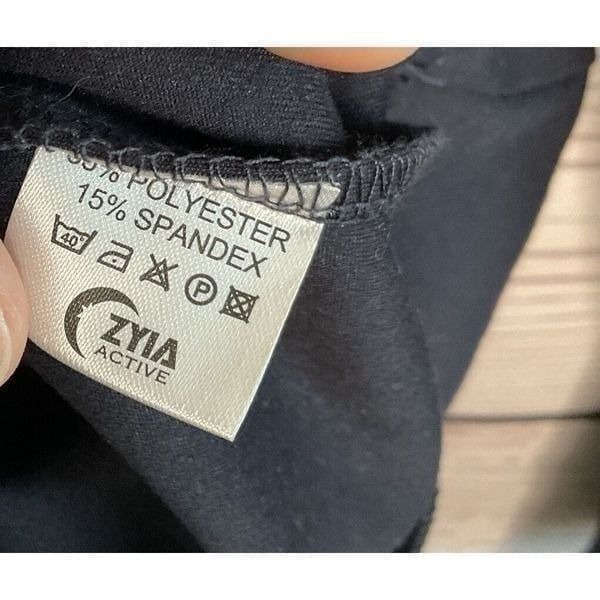 POLYESTER
15% SPANDEX
40° P
ZYIA
ACTIVE